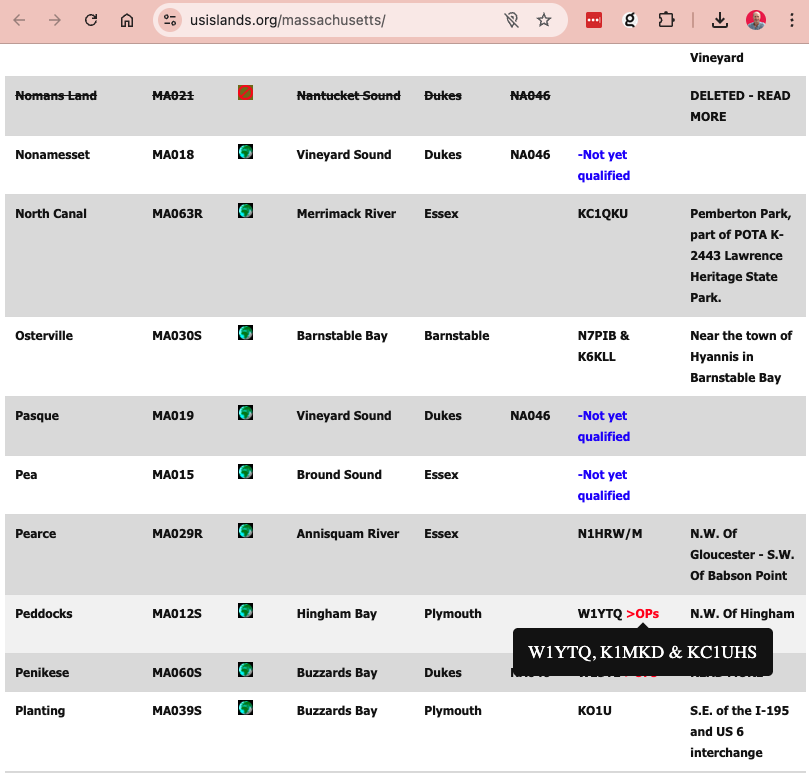 usislands.org/massachusetts/
Vineyard
Nomans Land MA021 Nantucket Sound Dukes NA046 DELETED - READ
MORE
Nonamesset MA018 Vineyard Sound Dukes NA046 -Not yet
qualified
North Canal MA063R Merrimack River Essex KC1QKU Pemberton Park,
part of POTA K-
2443 Lawrence
Heritage State
Park.
Osterville MA030S Barnstable Bay Barnstable N7PIB & Near the town of
K6KLL Hyannis in
Barnstable Bay
Pasque MA019 Vineyard Sound Dukes NA046 -Not yet
qualified
Pea MA015 Bround Sound Essex -Not yet
qualified
Pearce MA029R Annisquam River Essex N1HRW/M N.W. Of
Gloucester - S.W.
Of Babson Point
Peddocks MA012S Hingham Bay Plymouth W1YTQ >OPs N.W. Of Hingham
W1YTQ, K1MKD & KC1UHS
Penikese MA060S Buzzards Bay Dukes
Planting MA039S Buzzards Bay Plymouth KO1U S.E. of the I-195
and US 6
interchange